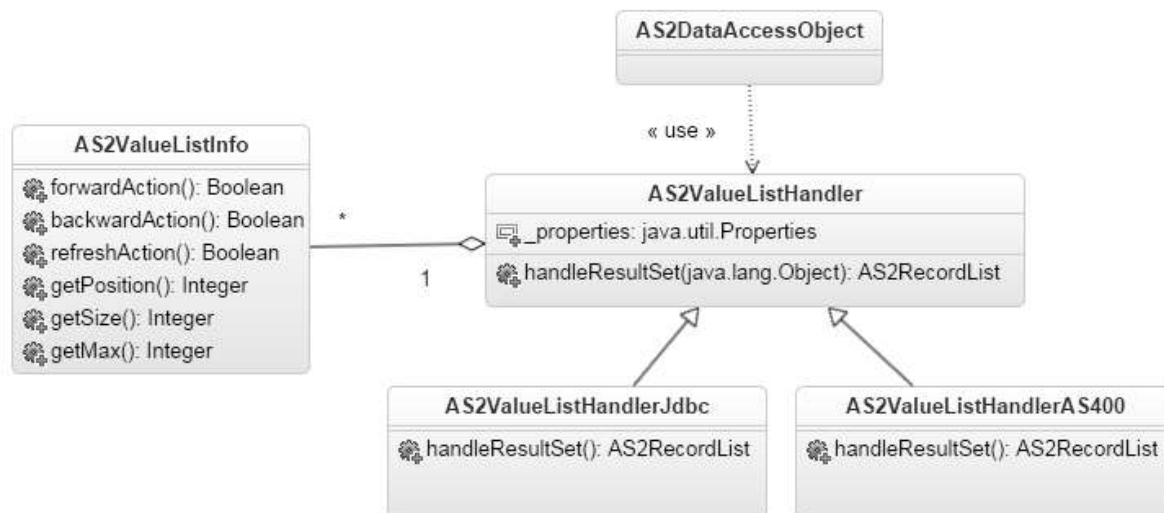 AS2DataAccessObject
« use »
AS2ValueListInfo
forwardAction(): Boolean
backwardAction(): Boolean
refreshAction(): Boolean
getPosition(): Integer
getSize(): Integer
getMax(): Integer
*
1
AS2ValueListHandler
_properties: java.util.Properties
handleResultSet(java.lang.Object): AS2RecordList
AS2ValueListHandlerJdbc
handleResultSet(): AS2RecordList
AS2ValueListHandlerAS400
handleResultSet(): AS2RecordList